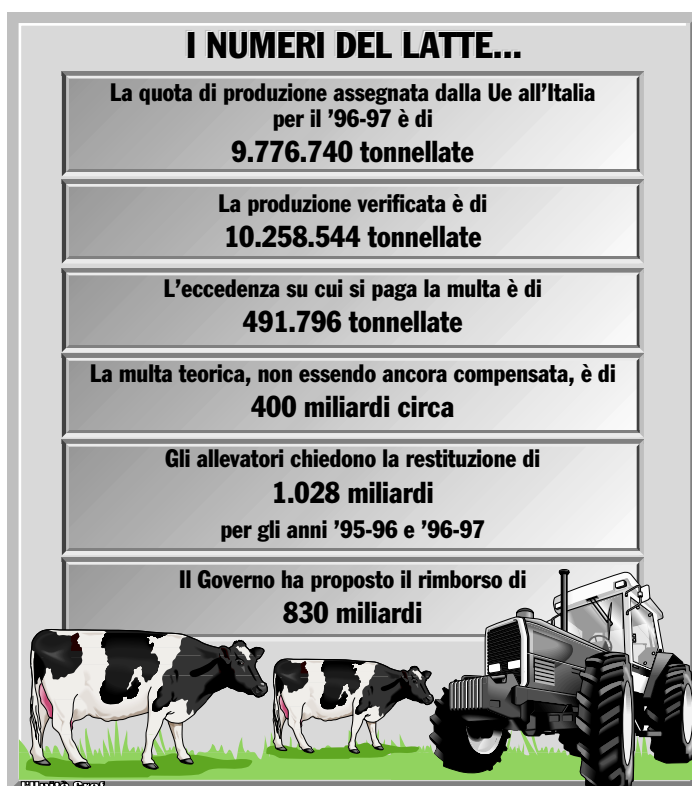 I NUMERI DEL LATTE...
La quota di produzione assegnata dalla Ue all'Italia
per il '96-97 è di
9.776.740 tonnellate
La produzione verificata è di
10.258.544 tonnellate
L'eccedenza su cui si paga la multa è di
491.796 tonnellate
La multa teorica, non essendo ancora compensata, è di
400 miliardi circa
Gli allevatori chiedono la restituzione di
1.028 miliardi
per gli anni '95-96 e '96-97
Il Governo ha proposto il rimborso di
830 miliardi